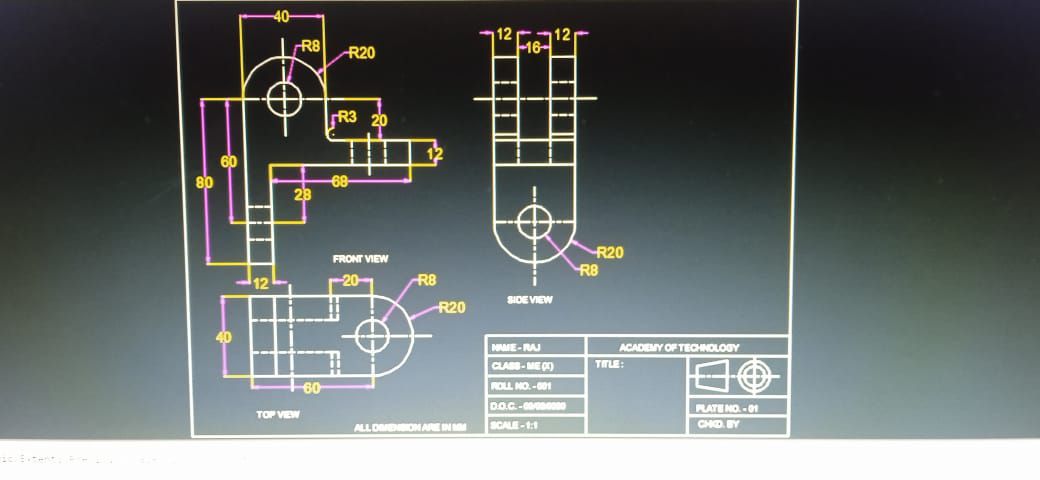 40
R8
R20
12
16
12
R3
20
60
80
12
68
28
FRONT VIEW
12
20
R8
R20
40
60
TOP VIEW
R20
R8
SIDE VIEW
ALL DIMENSION ARE IN MM
NAME - RAJ
CLASS - ME (X)
ROLL NO. - 001
D.O.C. -
SCALE - 1:1
ACADEMY OF TECHNOLOGY
TITLE :
PLATE NO. - 01
CHKD. BY